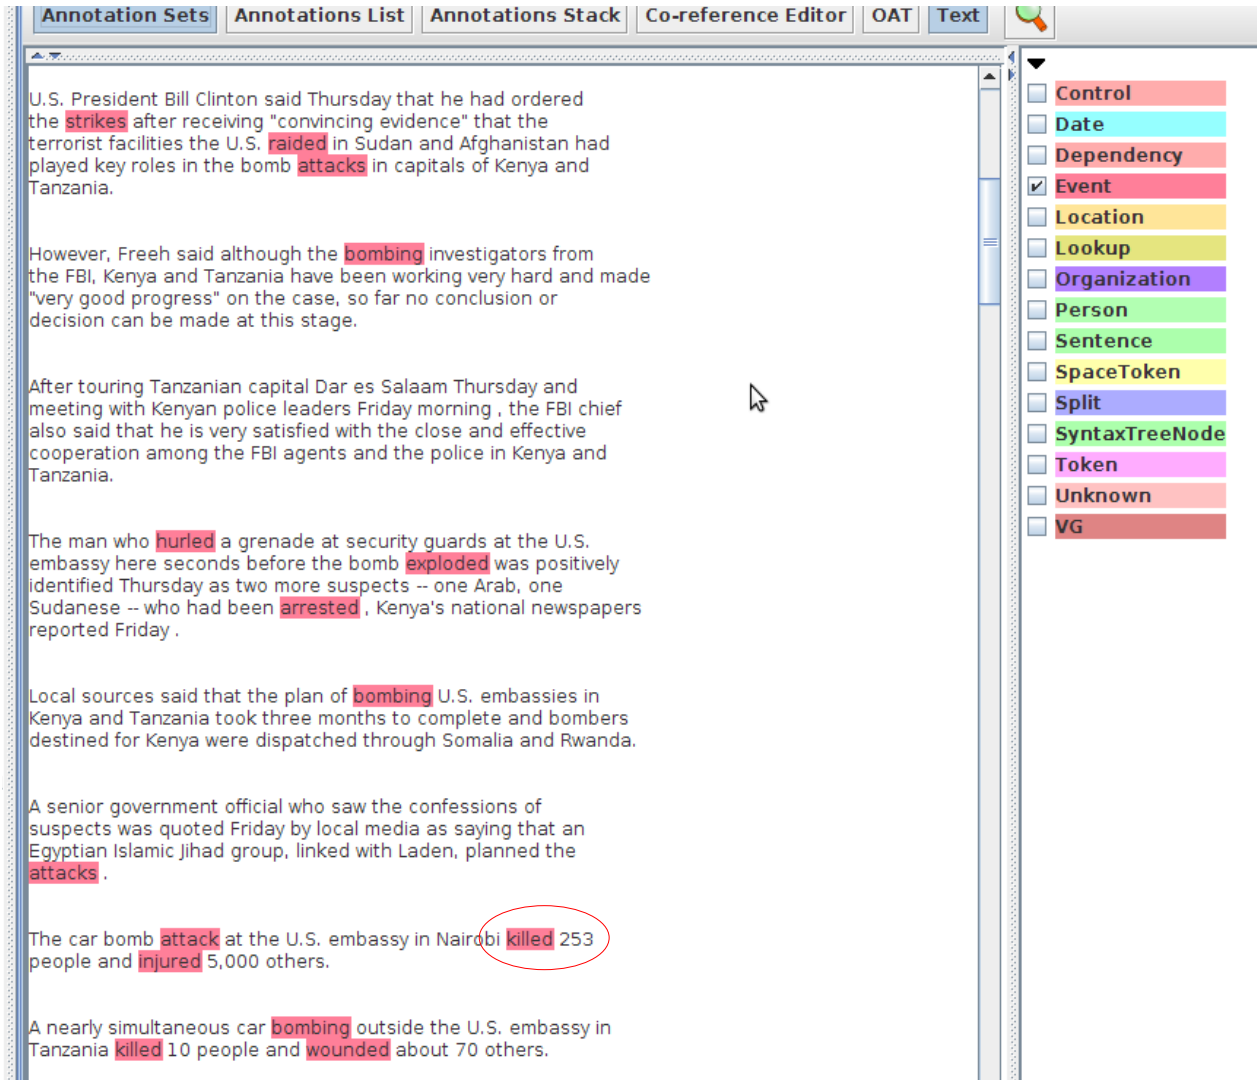 Annotation Sets Annotations List Annotations Stack Co-reference Editor OAT Text
U.S. President Bill Clinton said Thursday that he had ordered
the strikes after receiving "convincing evidence" that the
terrorist facilities the U.S. raided in Sudan and Afghanistan had
played key roles in the bomb attacks in capitals of Kenya and
Tanzania.
However, Freeh said although the bombing investigators from
the FBI, Kenya and Tanzania have been working very hard and made
"very good progress" on the case, so far no conclusion or
decision can be made at this stage.
After touring Tanzanian capital Dar es Salaam Thursday and
meeting with Kenyan police leaders Friday morning , the FBI chief
also said that he is very satisfied with the close and effective
cooperation among the FBI agents and the police in Kenya and
Tanzania.
The man who hurled a grenade at security guards at the U.S.
embassy here seconds before the bomb exploded was positively
identified Thursday as two more suspects -- one Arab, one
Sudanese -- who had been arrested , Kenya's national newspapers
reported Friday .
Local sources said that the plan of bombing U.S. embassies in
Kenya and Tanzania took three months to complete and bombers
destined for Kenya were dispatched through Somalia and Rwanda.
A senior government official who saw the confessions of
suspects was quoted Friday by local media as saying that an
Egyptian Islamic Jihad group, linked with Laden, planned the
attacks .
The car bomb attack at the U.S. embassy in Nairobi killed 253
people and injured 5,000 others.
A nearly simultaneous car bombing outside the U.S. embassy in
Tanzania killed 10 people and wounded about 70 others.
Control
Date
Dependency
Event
Location
Lookup
Organization
Person
Sentence
SpaceToken
Split
SyntaxTreeNode
Token
Unknown
VG